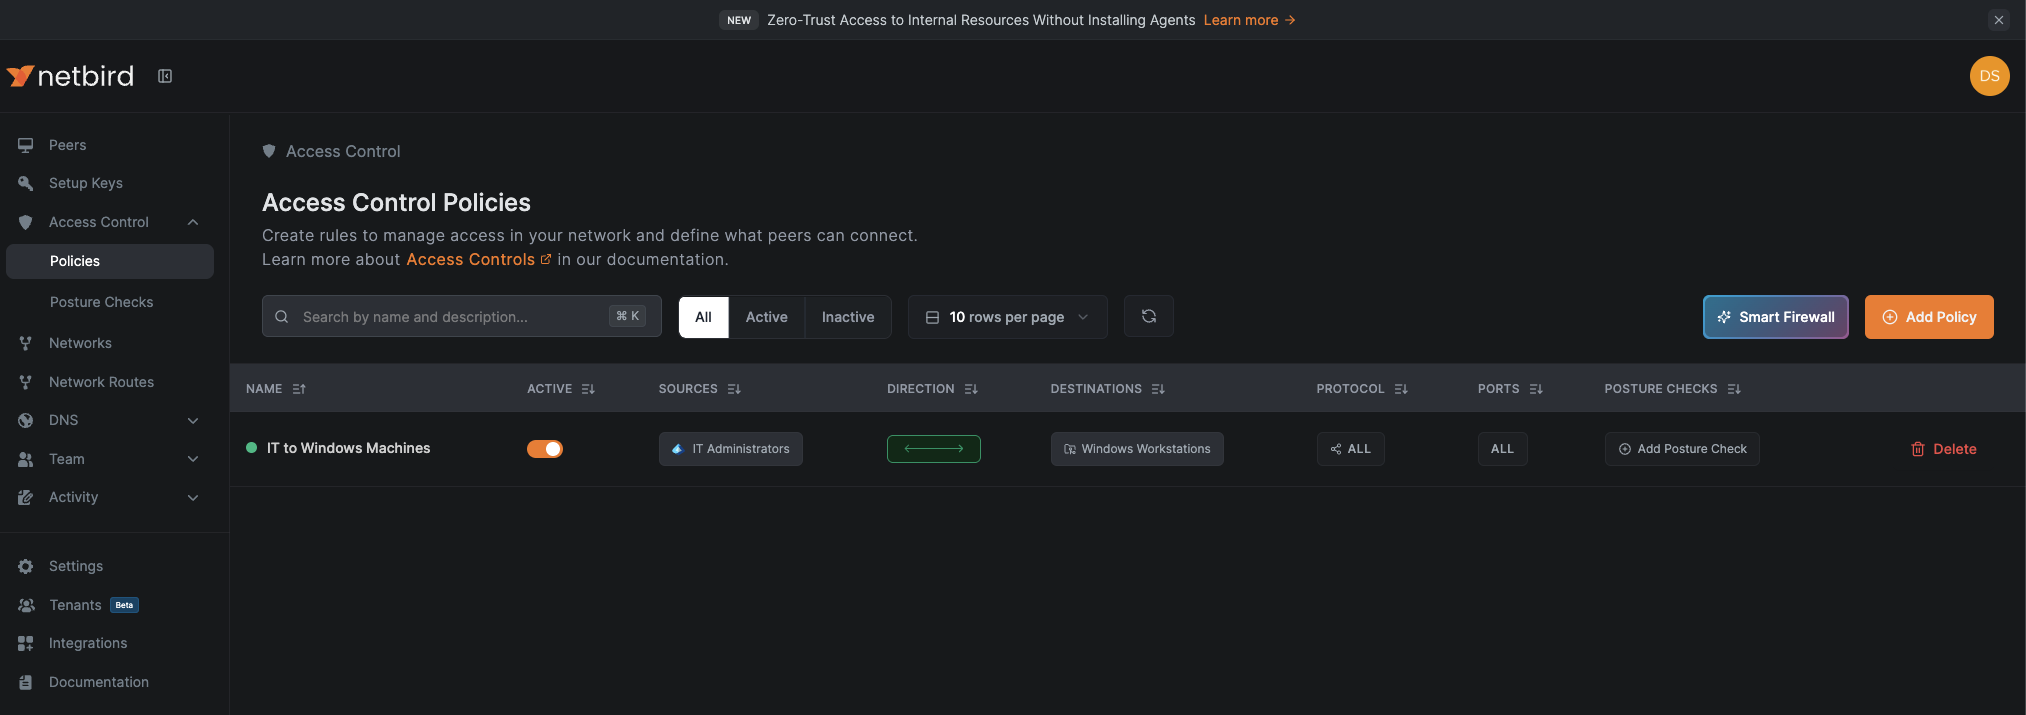 NEW Zero-Trust Access to Internal Resources Without Installing Agents Learn more →
netbird
DS
Peers
Setup Keys
Access Control
Policies
Posture Checks
Networks
Network Routes
DNS
Team
Activity
Settings
Tenants Beta
Integrations
Documentation
Access Control
Access Control Policies
Create rules to manage access in your network and define what peers can connect.
Learn more about Access Controls in our documentation.
Search by name and description... ⌘ K All Active Inactive 10 rows per page Smart Firewall Add Policy
NAME ACTIVE SOURCES DIRECTION DESTINATIONS PROTOCOL PORTS POSTURE CHECKS
IT to Windows Machines IT Administrators Windows Workstations ALL ALL Add Posture Check Delete